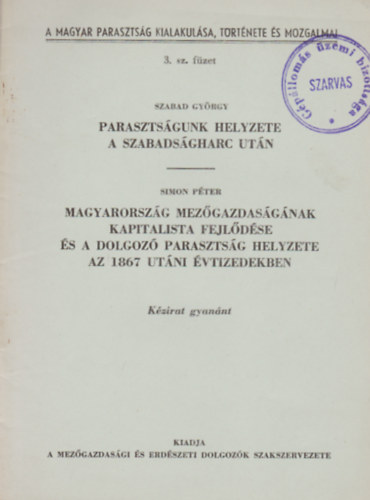 A MAGYAR PARASZTSÁG KIALAKULÁSA, TÖRTÉNETE ÉS MOZGALMAI
3. sz. füzet
Gépállomás üzemi bizottsága
SZARVAS
SZABAD GYÖRGY
PARASZTSÁGUNK HELYZETE
A SZABADSÁGHARC UTÁN
SIMON PÉTER
MAGYARORSZÁG MEZŐGAZDASÁGÁNAK
KAPITALISTA FEJLŐDÉSE
ÉS A DOLGOZÓ PARASZTSÁG HELYZETE
AZ 1867 UTÁNI ÉVTIZEDEKBEN
Kézirat gyanánt
KIADJA
A MEZŐGAZDASÁGI ÉS ERDÉSZETI DOLGOZÓK SZAKSZERVEZETE